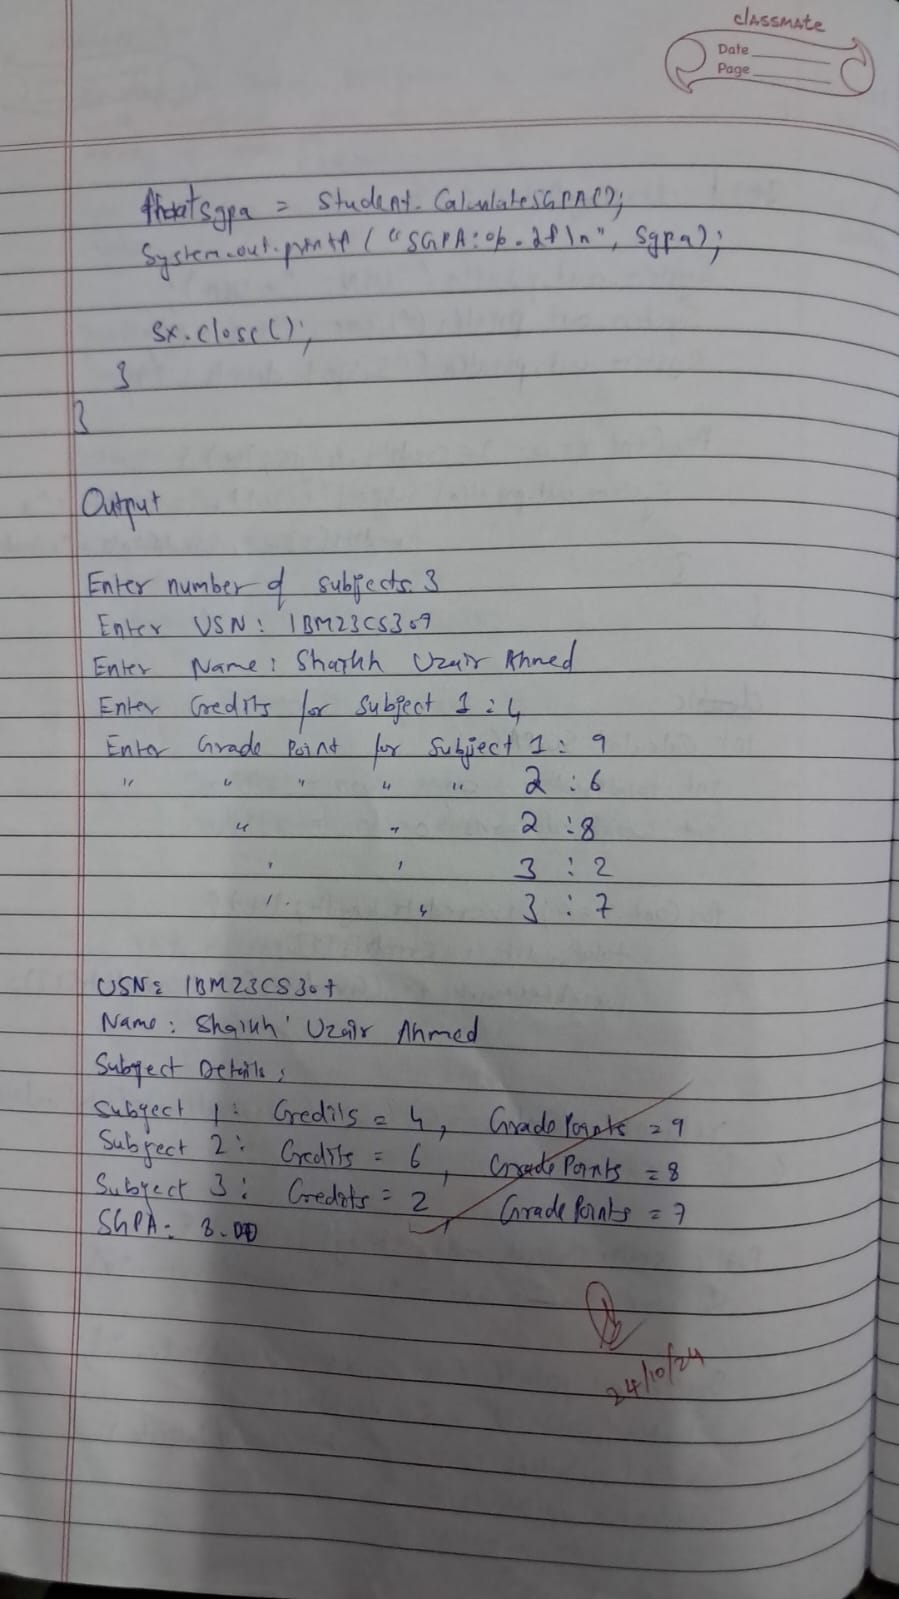 classmate
Date
Page
float sgpa = Student.CalculateSGPA();
System.out.printf ("SGPA:%.2f\n", Sgpa);
sx.close();
}
}
Output
Enter number of subjects: 3
Enter USN: 1BM23CS309
Enter Name: Shaikh Uzair Ahmed
Enter Credits for Subject 1 : 4
Enter Grade Point for Subject 1 : 9
" " " " " 2 : 6
" " 2 : 8
" " 3 : 2
" " 3 : 7
USN: 1BM23CS307
Name: Shaikh Uzair Ahmed
Subject Details:
Subject 1: Credits = 4, Grade Points = 9
Subject 2: Credits = 6, Grade Points = 8
Subject 3: Credits = 2, Grade Points = 7
SGPA: 8.00
24/10/24